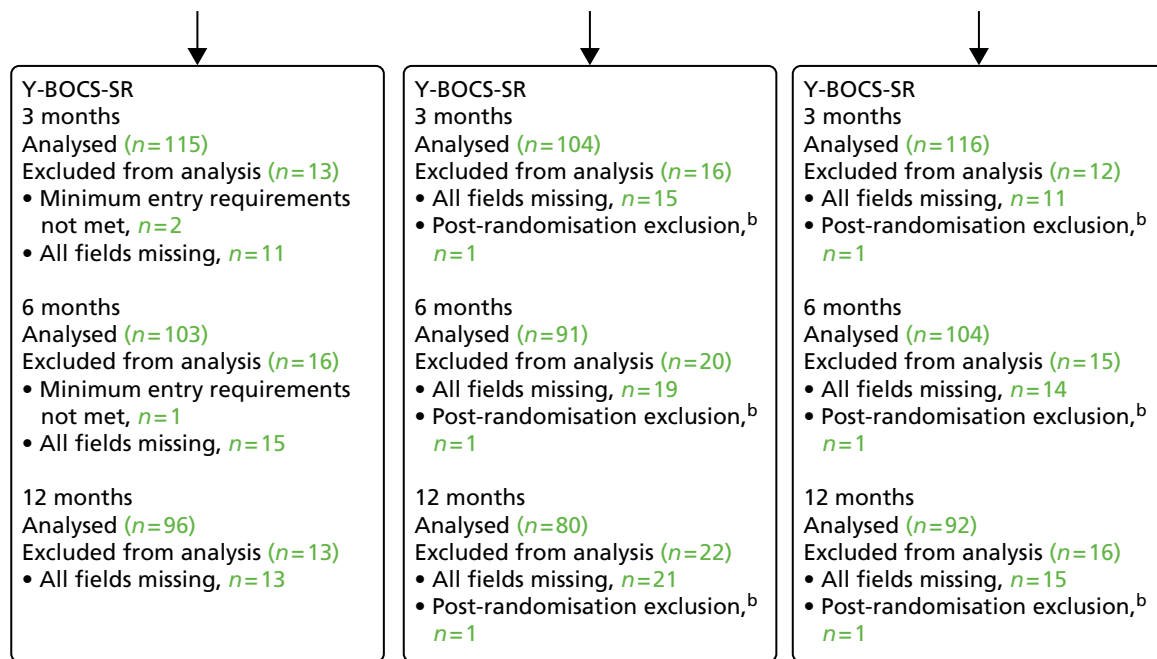 Y-BOCS-SR
3 months
Analysed (n=115)
Excluded from analysis (n=13)
• Minimum entry requirements
not met, n=2
• All fields missing, n=11
6 months
Analysed (n=103)
Excluded from analysis (n=16)
• Minimum entry requirements
not met, n=1
• All fields missing, n=15
12 months
Analysed (n=96)
Excluded from analysis (n=13)
• All fields missing, n=13
Y-BOCS-SR
3 months
Analysed (n=104)
Excluded from analysis (n=16)
• All fields missing, n=15
• Post-randomisation exclusion,b
n=1
6 months
Analysed (n=91)
Excluded from analysis (n=20)
• All fields missing, n=19
• Post-randomisation exclusion,b
n=1
12 months
Analysed (n=80)
Excluded from analysis (n=22)
• All fields missing, n=21
• Post-randomisation exclusion,b
n=1
Y-BOCS-SR
3 months
Analysed (n=116)
Excluded from analysis (n=12)
• All fields missing, n=11
• Post-randomisation exclusion,b
n=1
6 months
Analysed (n=104)
Excluded from analysis (n=15)
• All fields missing, n=14
• Post-randomisation exclusion,b
n=1
12 months
Analysed (n=92)
Excluded from analysis (n=16)
• All fields missing, n=15
• Post-randomisation exclusion,b
n=1